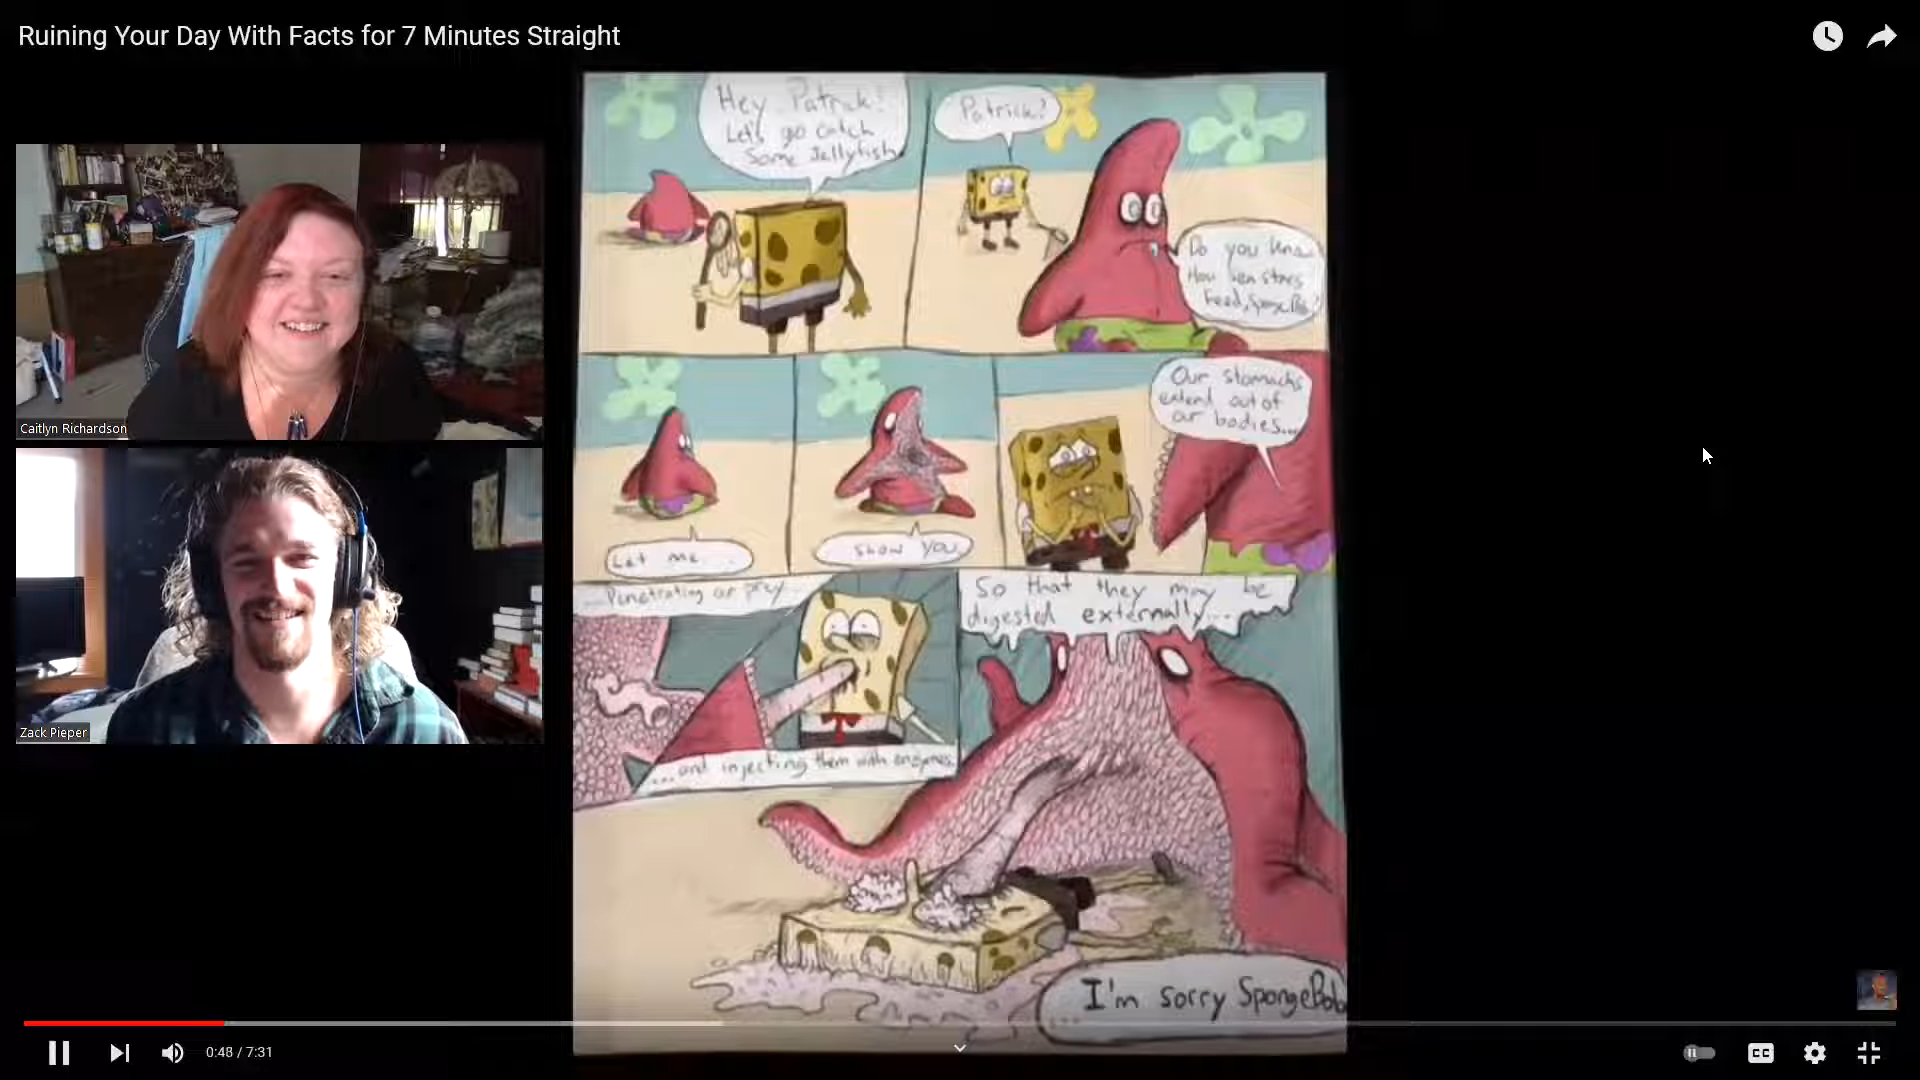 Ruining Your Day With Facts for 7 Minutes Straight
Hey Patrick!
Let's go catch
Some Jellyfish
Patrick?
Do you know
How sea stars
Feed, SpongeBob?
Let me...
show you.
Our stomachs
extend out of
our bodies...
...Penetrating or prey...
...and injecting them with enzymes.
So that they may be
digested externally...
...
I'm sorry SpongeBob
Caitlyn Richardson
Zack Pieper
0:48 / 7:31
CC